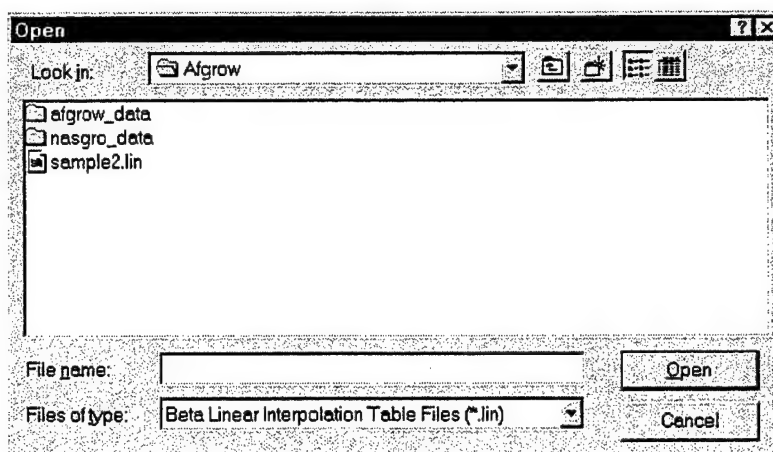 Open
Look in: Afgrow
afgrow_data
nasgro_data
sample2.lin
File name: Open
Files of type: Beta Linear Interpolation Table Files (*.lin) Cancel